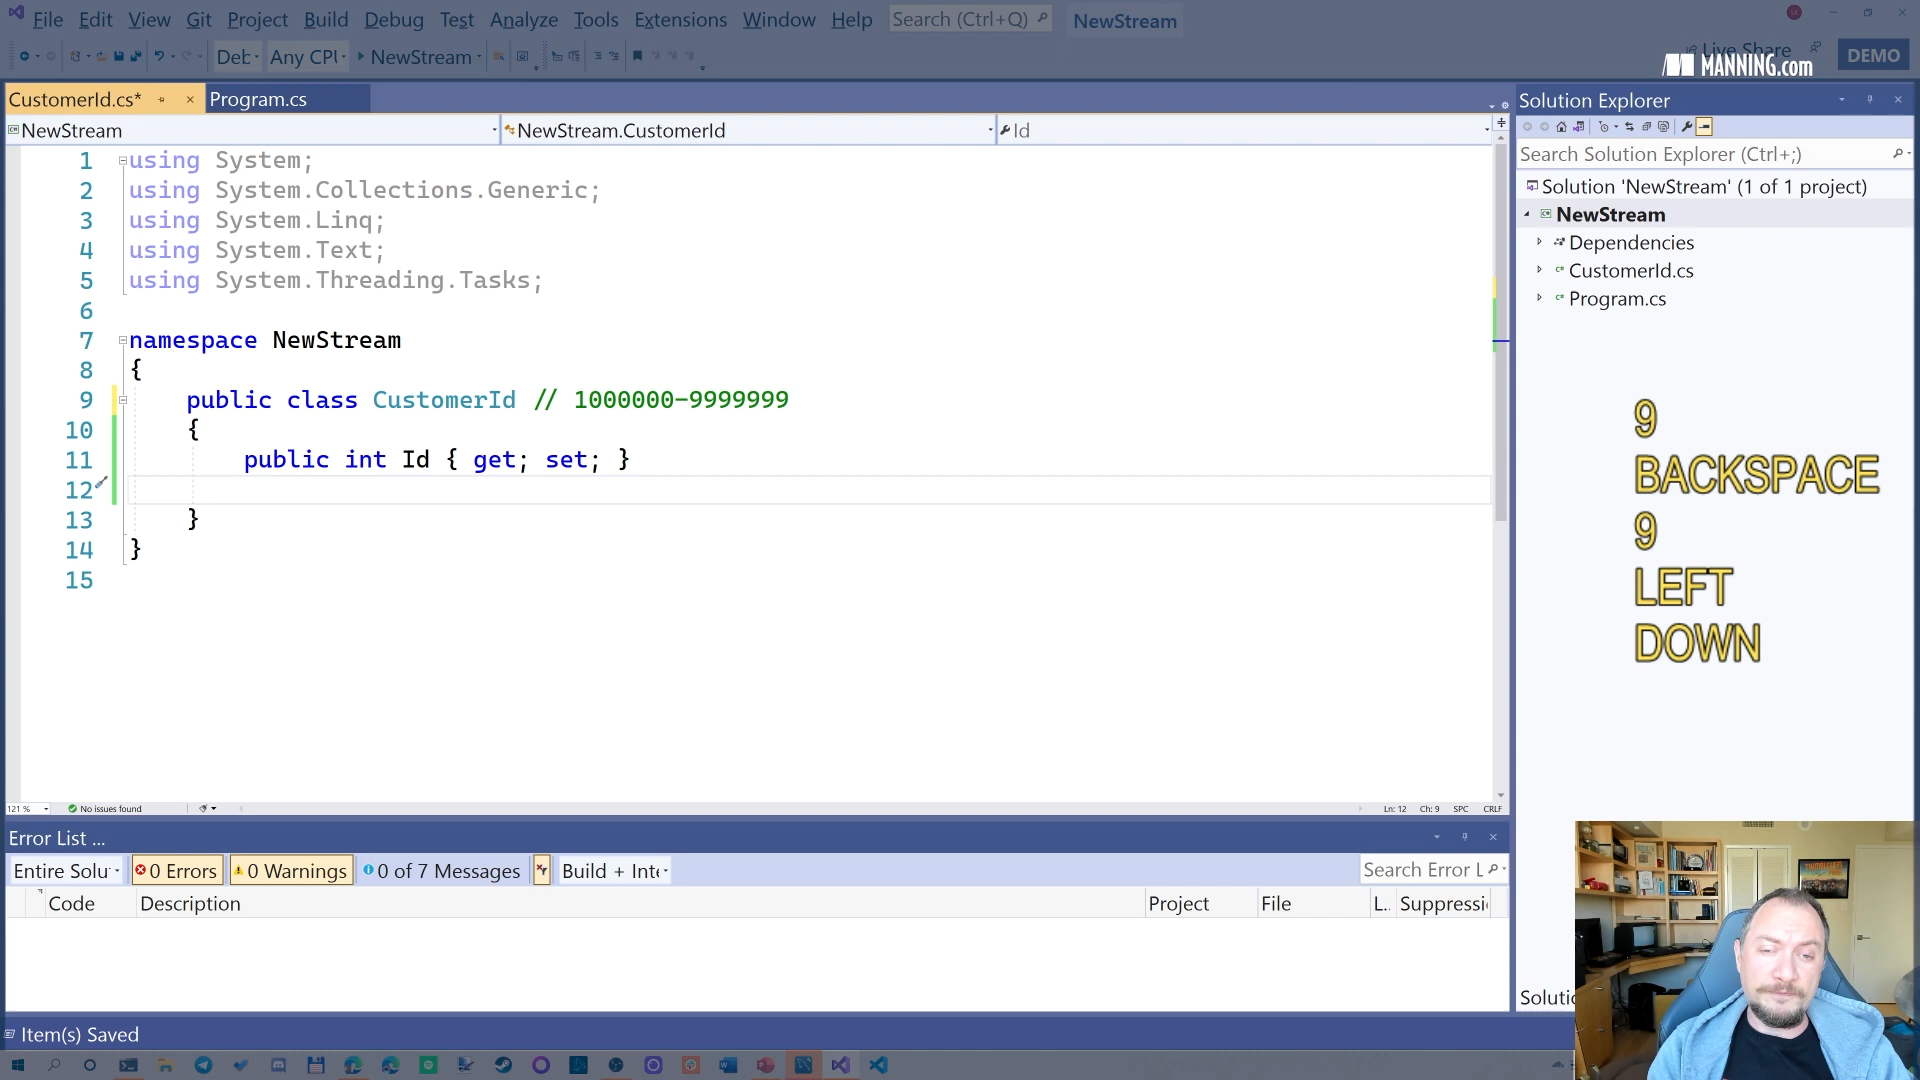 File Edit View Git Project Build Debug Test Analyze Tools Extensions Window Help Search (Ctrl+Q) NewStream
Deb Any CPU NewStream Live Share DEMO
MANNING.com
CustomerId.cs* Program.cs
NewStream NewStream.CustomerId Id
1 using System;
2 using System.Collections.Generic;
3 using System.Linq;
4 using System.Text;
5 using System.Threading.Tasks;
6
7 namespace NewStream
8 {
9 public class CustomerId // 1000000-9999999
10 {
11 public int Id { get; set; }
12
13 }
14 }
15
121 % No issues found Ln: 12 Ch: 9 SPC CRLF
Solution Explorer
Search Solution Explorer (Ctrl+;)
Solution 'NewStream' (1 of 1 project)
NewStream
Dependencies
CustomerId.cs
Program.cs
9
BACKSPACE
9
LEFT
DOWN
Error List ...
Entire Solu 0 Errors 0 Warnings 0 of 7 Messages Build + Inte Search Error L
Code Description Project File L.. Suppressi
Solutio
Item(s) Saved